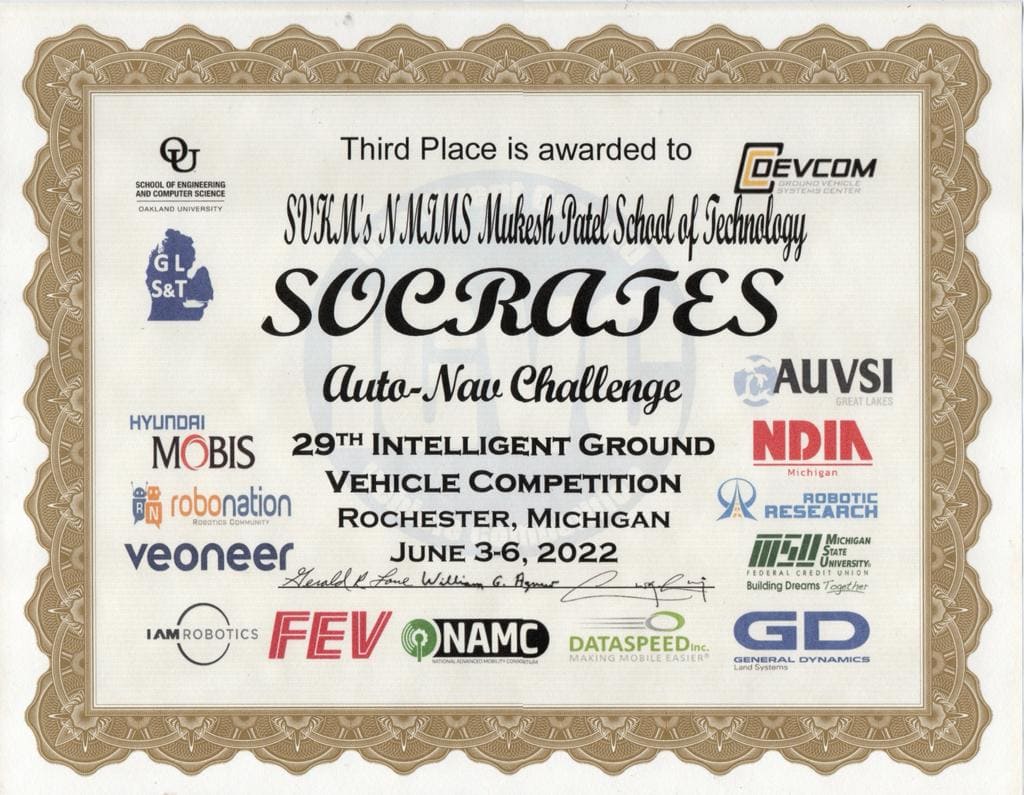 OU
SCHOOL OF ENGINEERING
AND COMPUTER SCIENCE
OAKLAND UNIVERSITY
Third Place is awarded to
DEVCOM
GROUND VEHICLE
SYSTEMS CENTER
SVKM's NMIMS Mukesh Patel School of Technology
GL
S&T
SOCRATES
Auto-Nav Challenge
AUVSI
GREAT LAKES
HYUNDAI
MOBIS
29TH INTELLIGENT GROUND
VEHICLE COMPETITION
ROCHESTER, MICHIGAN
JUNE 3-6, 2022
NDIA
Michigan
RN robonation
ROBOTICS COMMUNITY
ROBOTIC
RESEARCH
veoneer
MSU MICHIGAN
STATE
UNIVERSITY
FEDERAL CREDIT UNION
Building Dreams Together
Gerald R Lane William G. Agnew
I AM ROBOTICS
FEV
NAMC
NATIONAL ADVANCED MOBILITY CONSORTIUM
DATASPEED Inc.
MAKING MOBILE EASIER®
GD
GENERAL DYNAMICS
Land Systems